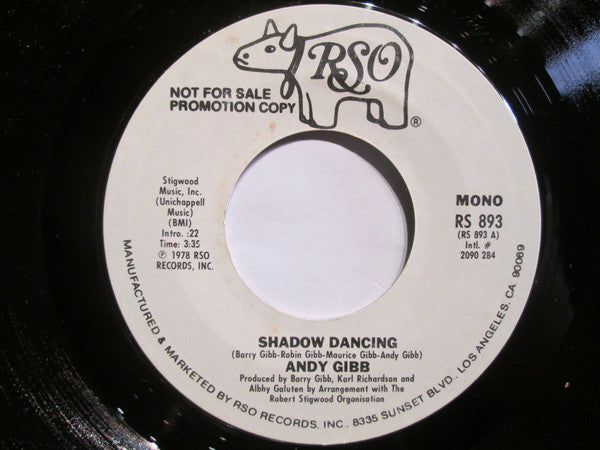 RSO
®
NOT FOR SALE
PROMOTION COPY
Stigwood
Music, Inc.
(Unichappell
Music)
(BMI)
Intro. :22
Time: 3:35
℗ 1978 RSO
RECORDS, INC.
MONO
RS 893
(RS 893 A)
Intl. #
2090 284
SHADOW DANCING
(Barry Gibb-Robin Gibb-Maurice Gibb-Andy Gibb)
ANDY GIBB
Produced by Barry Gibb, Karl Richardson and
Albhy Galuten by Arrangement with The
Robert Stigwood Organisation
MANUFACTURED & MARKETED BY RSO RECORDS, INC., 8335 SUNSET BLVD. LOS ANGELES, CA. 90069